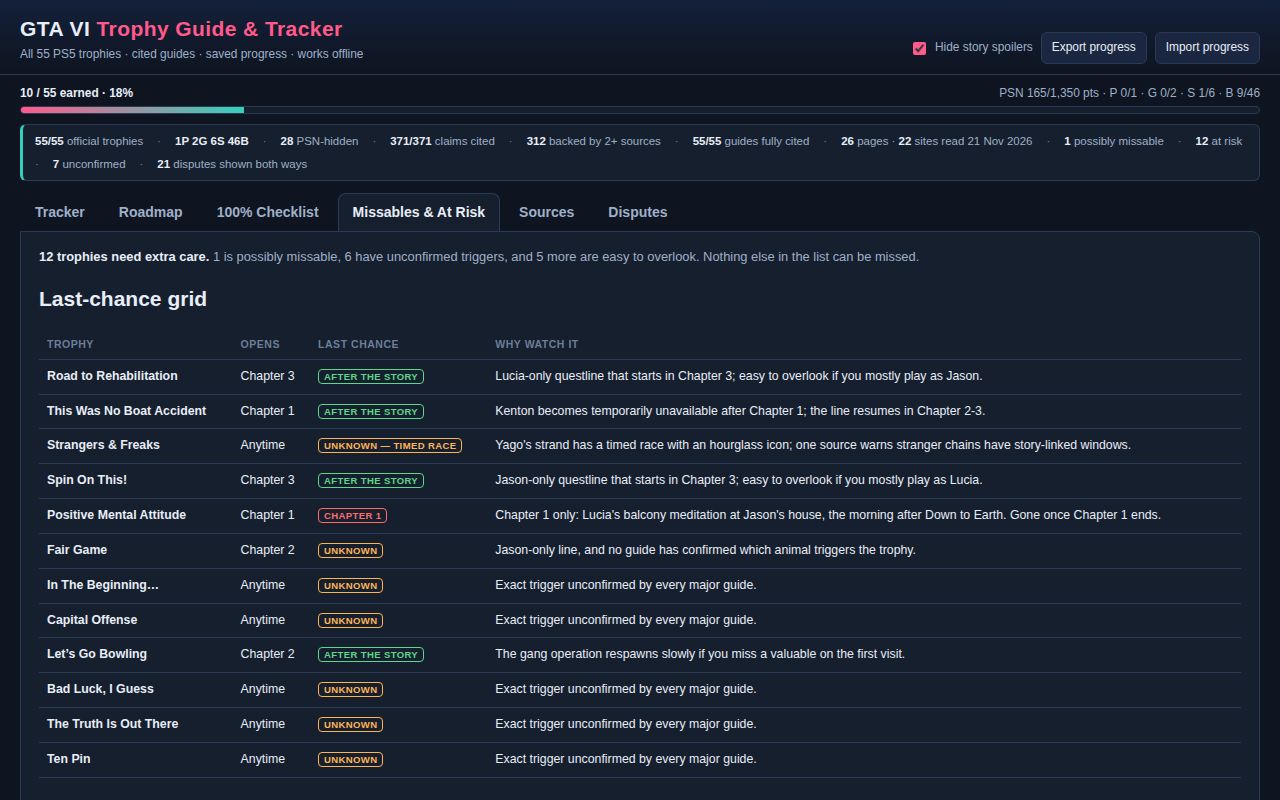 GTA VI Trophy Guide & Tracker
All 55 PS5 trophies · cited guides · saved progress · works offline
Hide story spoilers
Export progress
Import progress
10 / 55 earned · 18%
PSN 165/1,350 pts · P 0/1 · G 0/2 · S 1/6 · B 9/46
55/55 official trophies · 1P 2G 6S 46B · 28 PSN-hidden · 371/371 claims cited · 312 backed by 2+ sources · 55/55 guides fully cited · 26 pages · 22 sites read 21 Nov 2026 · 1 possibly missable · 12 at risk
· 7 unconfirmed · 21 disputes shown both ways
Tracker Roadmap 100% Checklist Missables & At Risk Sources Disputes
12 trophies need extra care. 1 is possibly missable, 6 have unconfirmed triggers, and 5 more are easy to overlook. Nothing else in the list can be missed.
Last-chance grid
TROPHY OPENS LAST CHANCE WHY WATCH IT
Road to Rehabilitation Chapter 3 AFTER THE STORY Lucia-only questline that starts in Chapter 3; easy to overlook if you mostly play as Jason.
This Was No Boat Accident Chapter 1 AFTER THE STORY Kenton becomes temporarily unavailable after Chapter 1; the line resumes in Chapter 2-3.
Strangers & Freaks Anytime UNKNOWN — TIMED RACE Yago's strand has a timed race with an hourglass icon; one source warns stranger chains have story-linked windows.
Spin On This! Chapter 3 AFTER THE STORY Jason-only questline that starts in Chapter 3; easy to overlook if you mostly play as Lucia.
Positive Mental Attitude Chapter 1 CHAPTER 1 Chapter 1 only: Lucia's balcony meditation at Jason's house, the morning after Down to Earth. Gone once Chapter 1 ends.
Fair Game Chapter 2 UNKNOWN Jason-only line, and no guide has confirmed which animal triggers the trophy.
In The Beginning… Anytime UNKNOWN Exact trigger unconfirmed by every major guide.
Capital Offense Anytime UNKNOWN Exact trigger unconfirmed by every major guide.
Let’s Go Bowling Chapter 2 AFTER THE STORY The gang operation respawns slowly if you miss a valuable on the first visit.
Bad Luck, I Guess Anytime UNKNOWN Exact trigger unconfirmed by every major guide.
The Truth Is Out There Anytime UNKNOWN Exact trigger unconfirmed by every major guide.
Ten Pin Anytime UNKNOWN Exact trigger unconfirmed by every major guide.